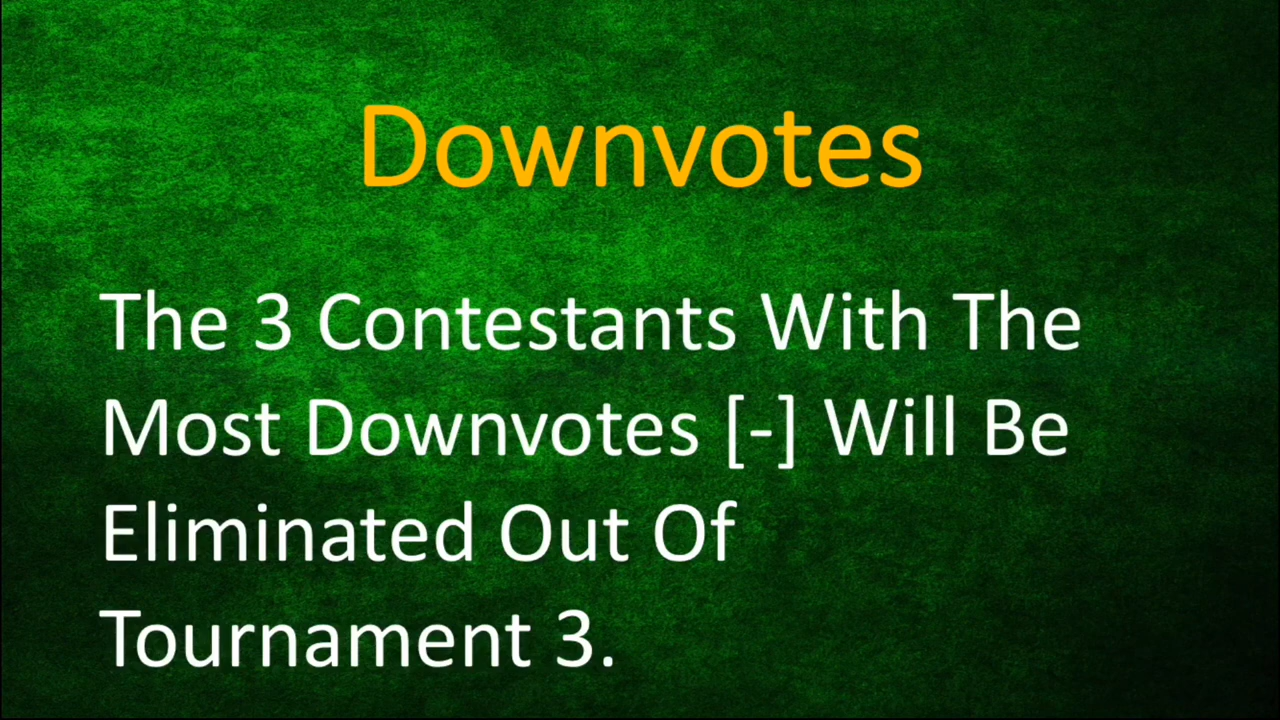 Downvotes
The 3 Contestants With The
Most Downvotes [-] Will Be
Eliminated Out Of
Tournament 3.